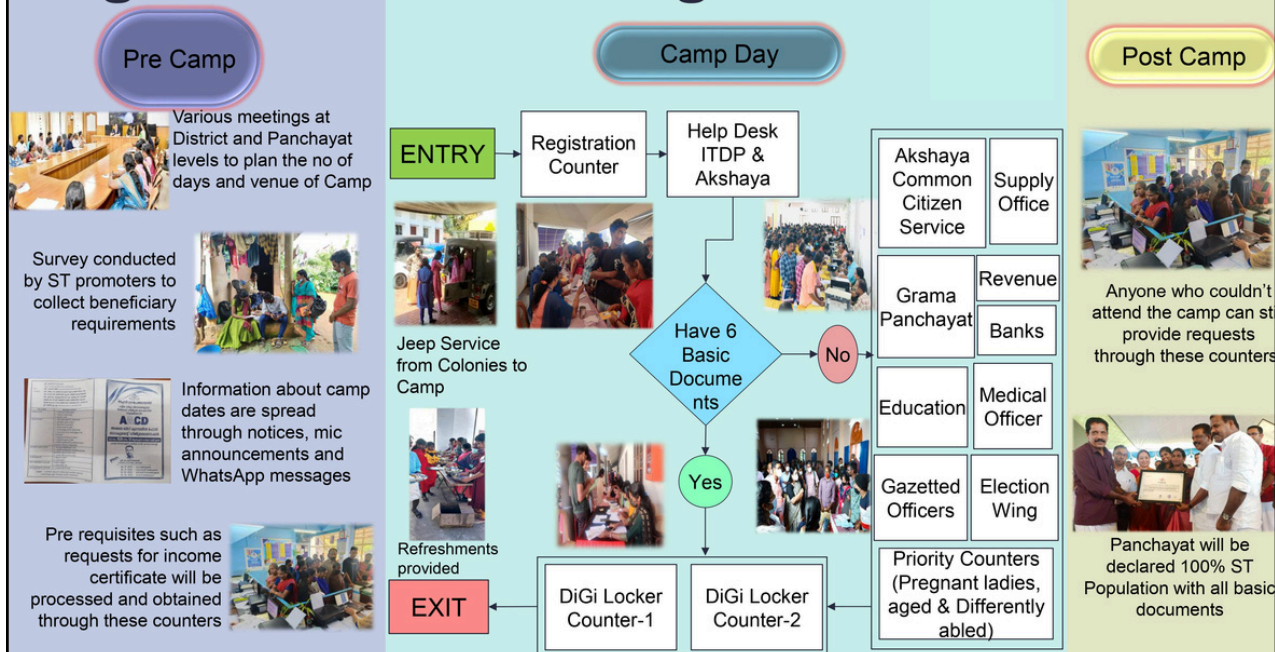 Pre Camp
Various meetings at
District and Panchayat
levels to plan the no of
days and venue of Camp
Survey conducted
by ST promoters to
collect beneficiary
requirements
Information about camp
dates are spread
through notices, mic
announcements and
WhatsApp messages
Pre requisites such as
requests for income
certificate will be
processed and obtained
through these counters
Camp Day
ENTRY
Registration
Counter
Help Desk
ITDP &
Akshaya
Jeep Service
from Colonies to
Camp
Have 6
Basic
Docume
nts
No
Yes
Refreshments
provided
EXIT
DiGi Locker
Counter-1
DiGi Locker
Counter-2
Akshaya
Common
Citizen
Service
Supply
Office
Grama
Panchayat
Revenue
Banks
Education
Medical
Officer
Gazetted
Officers
Election
Wing
Priority Counters
(Pregnant ladies,
aged & Differently
abled)
Post Camp
Anyone who couldn't
attend the camp can sti
provide requests
through these counters
Panchayat will be
declared 100% ST
Population with all basic
documents